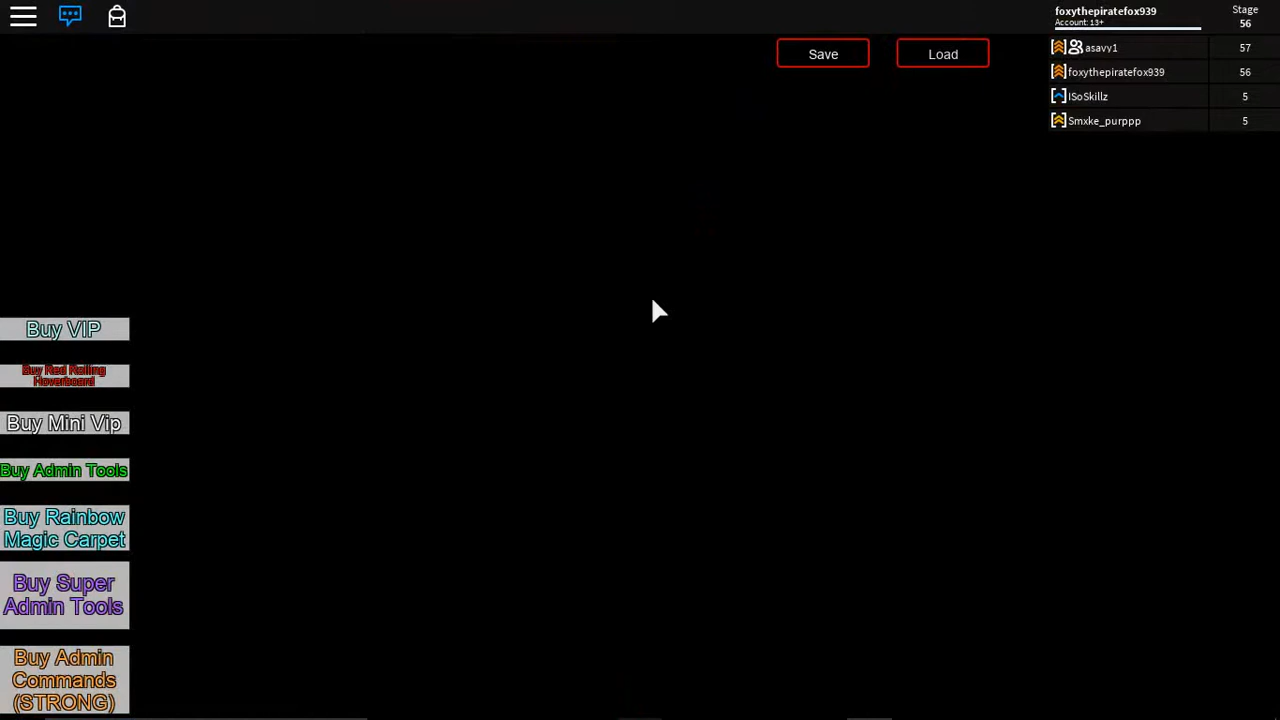 foxythepiratefox939
Account: 13+
Stage
56
asavy1 57
foxythepiratefox939 56
ISoSkillz 5
Smxke_purppp 5
Save
Load
Buy VIP
Buy Red Rolling
Hoverboard
Buy Mini Vip
Buy Admin Tools
Buy Rainbow
Magic Carpet
Buy Super
Admin Tools
Buy Admin
Commands
(STRONG)